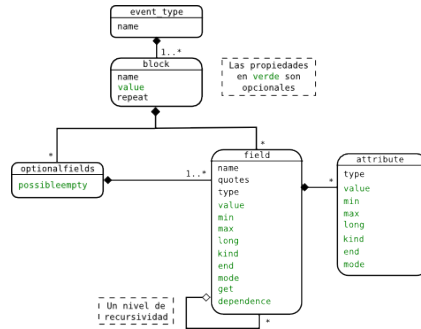 event_type
name
1..*
block
name
value
repeat
Las propiedades
en verde son
opcionales
*
*
optionalfields
possibleempty
1..*
field
name
quotes
type
value
min
max
long
kind
end
mode
get
dependence
*
attribute
type
value
min
max
long
kind
end
mode
Un nivel de
recursividad
*